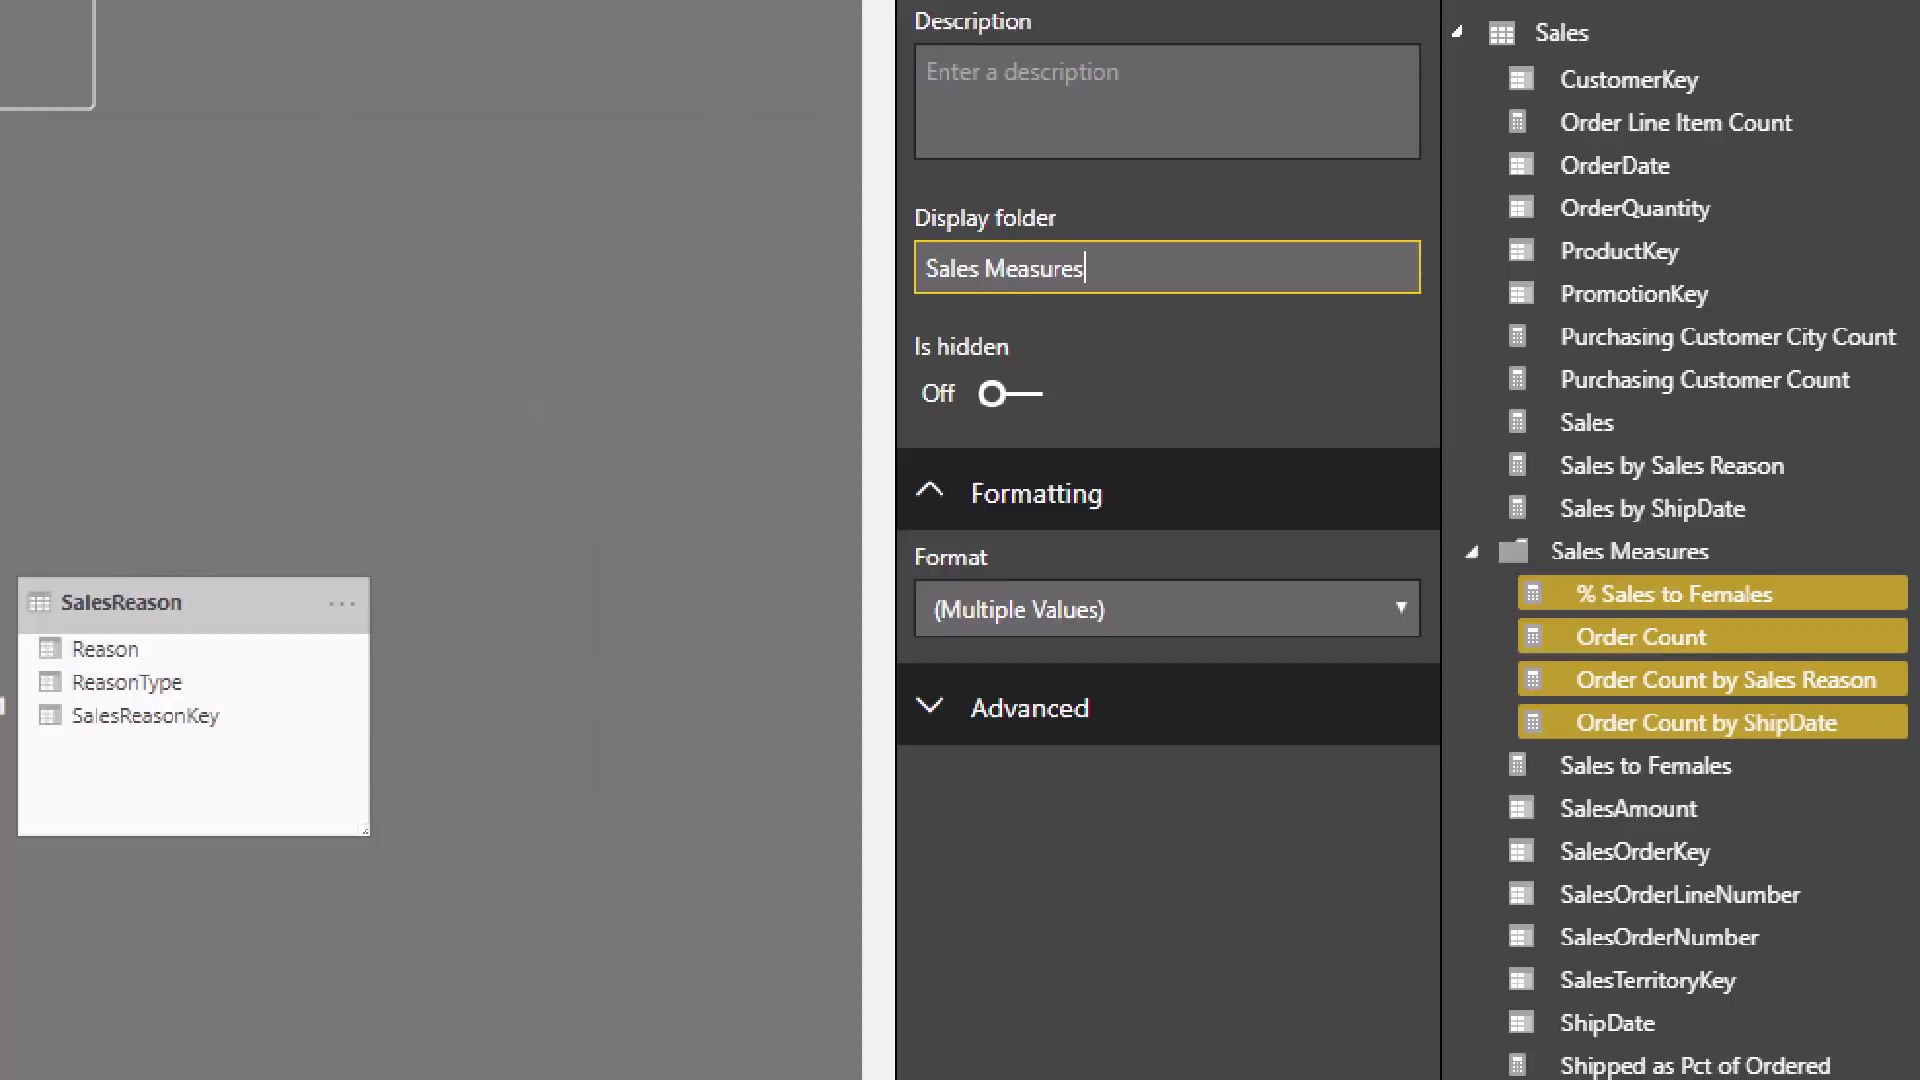 Description
Enter a description
Display folder
Sales Measures
Is hidden
Off
Formatting
Format
(Multiple Values)
Advanced
SalesReason
Reason
ReasonType
SalesReasonKey
Sales
CustomerKey
Order Line Item Count
OrderDate
OrderQuantity
ProductKey
PromotionKey
Purchasing Customer City Count
Purchasing Customer Count
Sales
Sales by Sales Reason
Sales by ShipDate
Sales Measures
% Sales to Females
Order Count
Order Count by Sales Reason
Order Count by ShipDate
Sales to Females
SalesAmount
SalesOrderKey
SalesOrderLineNumber
SalesOrderNumber
SalesTerritoryKey
ShipDate
Shipped as Pct of Ordered